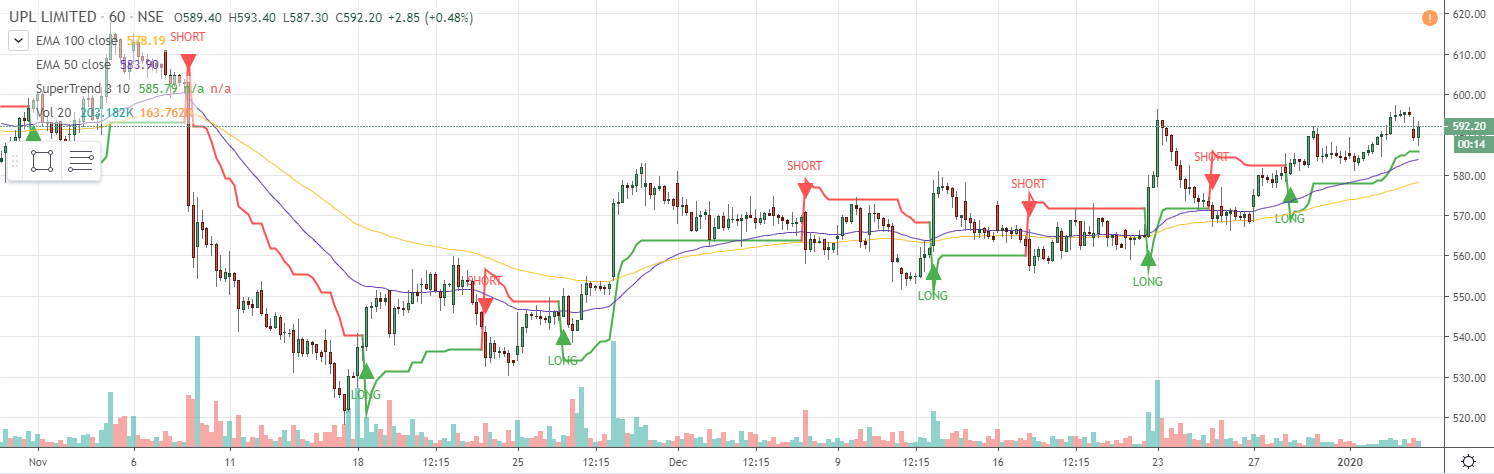 UPL LIMITED · 60 · NSE O589.40 H593.40 L587.30 C592.20 +2.85 (+0.48%)
EMA 100 close 578.19
EMA 50 close 583.90
SuperTrend 3 10 585.79 n/a n/a
Vol 20 203.182K 163.762K
SHORT
SHORT
SHORT
SHORT
SHORT
LONG
LONG
LONG
LONG
LONG
620.00
610.00
600.00
592.20
00:14
580.00
570.00
560.00
550.00
540.00
530.00
520.00
Nov 6 11 18 12:15 25 12:15 Dec 12:15 9 12:15 16 12:15 23 27 2020